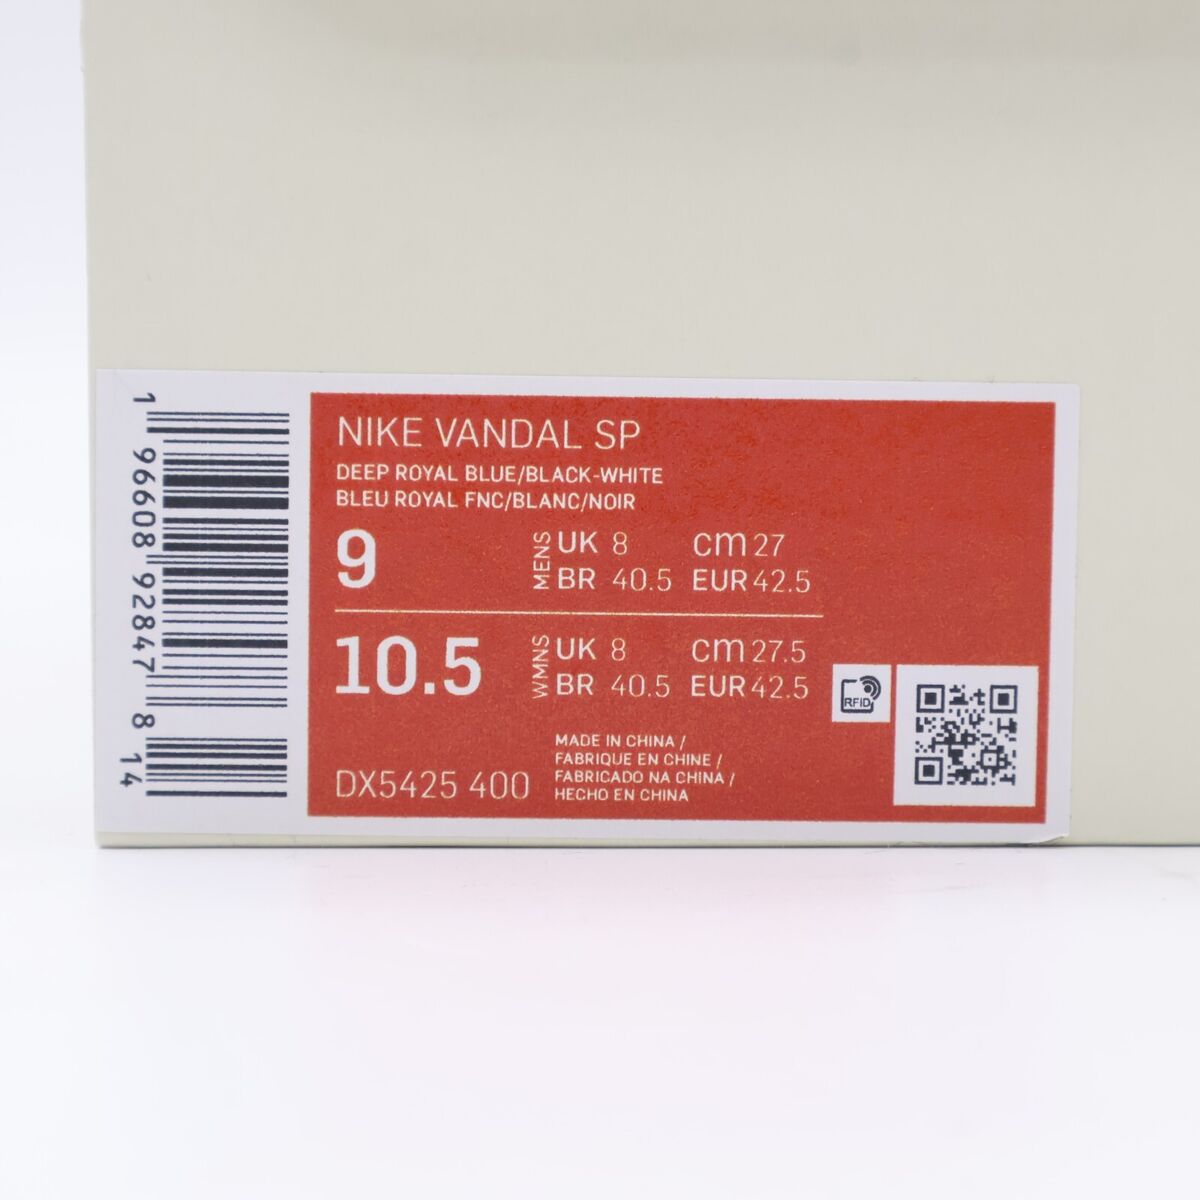 NIKE VANDAL SP
DEEP ROYAL BLUE/BLACK-WHITE
BLEU ROYAL FNC/BLANC/NOIR
9 MENS UK 8 cm 27
BR 40.5 EUR 42.5
10.5 WMNS UK 8 cm 27.5
BR 40.5 EUR 42.5
DX5425 400
MADE IN CHINA /
FABRIQUE EN CHINE /
FABRICADO NA CHINA /
HECHO EN CHINA
RFID
1 96608 92847 8 14